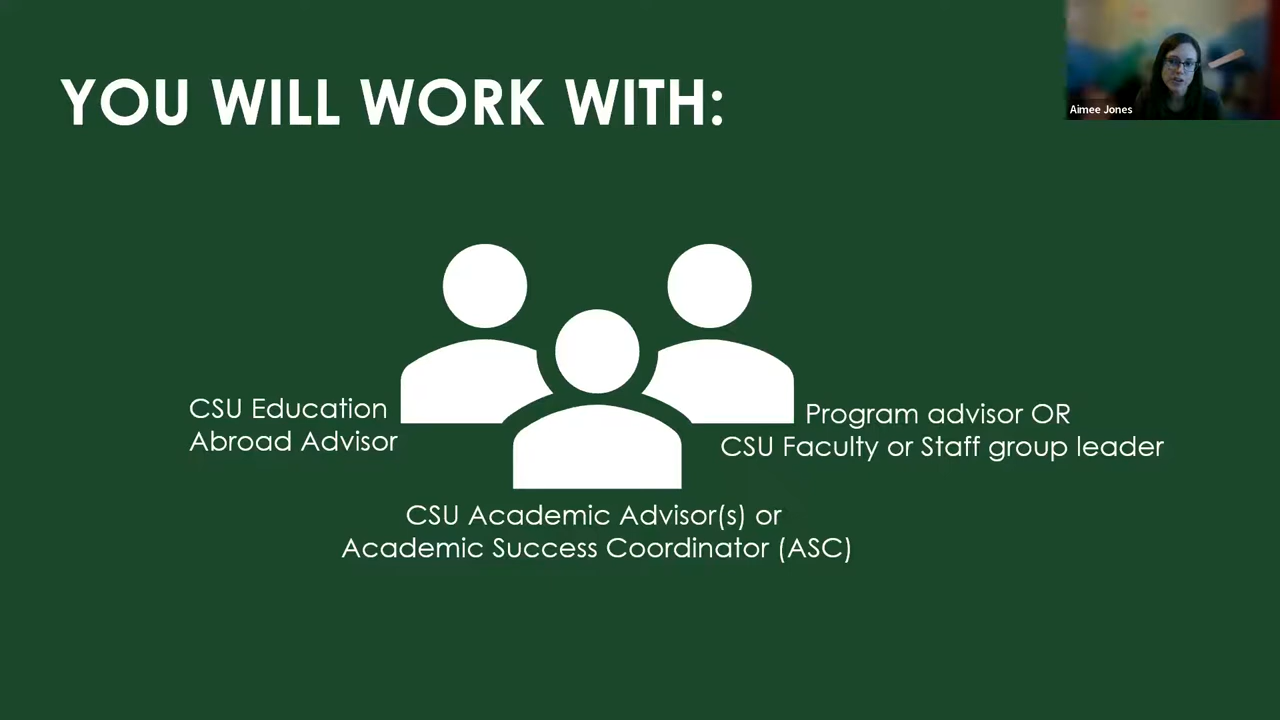 YOU WILL WORK WITH:
Aimee Jones
CSU Education
Abroad Advisor
Program advisor OR
CSU Faculty or Staff group leader
CSU Academic Advisor(s) or
Academic Success Coordinator (ASC)